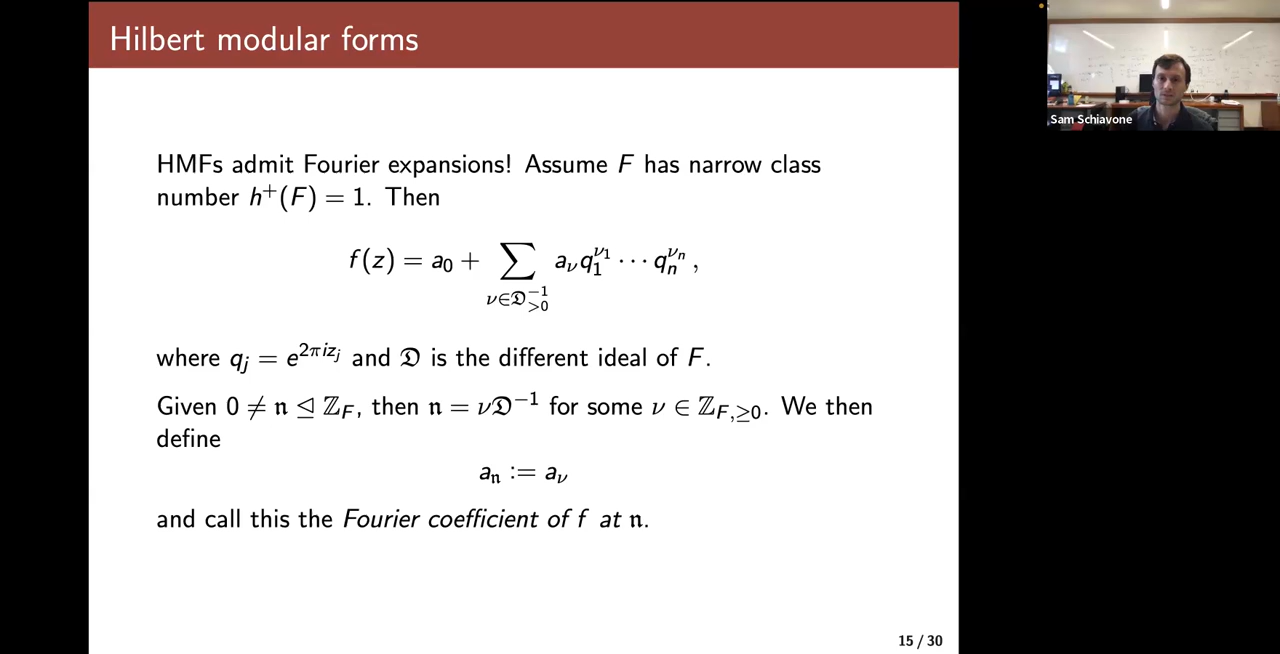 Hilbert modular forms
Sam Schiavone
HMFs admit Fourier expansions! Assume F has narrow class
number h⁺(F) = 1. Then
f(z) = a₀ + ∑_{ν∈𝔇⁻¹_{>0}} a_ν q₁^{ν₁} ⋯ qₙ^{νₙ} ,
where q_j = e^{2πiz_j} and 𝔇 is the different ideal of F.
Given 0 ≠ 𝔫 ⊴ ℤ_F, then 𝔫 = ν𝔇⁻¹ for some ν ∈ ℤ_{F,≥0}. We then
define
a_𝔫 := a_ν
and call this the Fourier coefficient of f at 𝔫.
15 / 30